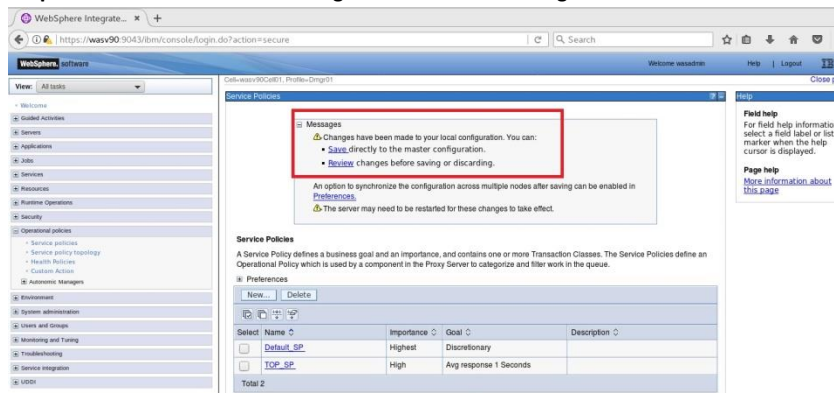 WebSphere Integrate...
https://wasv90:9043/ibm/console/login.do?action=secure
Search
WebSphere. software
Welcome wasadmin
Help | Logout
Close
View: All tasks
Welcome
Guided Activities
Servers
Applications
Jobs
Services
Resources
Runtime Operations
Security
Operational policies
Service policies
Service policy topology
Health Policies
Custom Action
Autonomic Managers
Environment
System administration
Users and Groups
Monitoring and Tuning
Troubleshooting
Service integration
UDDI
Cell=wasv90Cell01, Profile=Dmgr01
Service Policies
Messages
Changes have been made to your local configuration. You can:
Save directly to the master configuration.
Review changes before saving or discarding.
An option to synchronize the configuration across multiple nodes after saving can be enabled in
Preferences.
The server may need to be restarted for these changes to take effect.
Service Policies
A Service Policy defines a business goal and an importance, and contains one or more Transaction Classes. The Service Policies define an
Operational Policy which is used by a component in the Proxy Server to categorize and filter work in the queue.
Preferences
New... Delete
Select Name Importance Goal Description
Default_SP Highest Discretionary
TOP_SP High Avg response 1 Seconds
Total 2
Help
Field help
For field help informatio
select a field label or list
marker when the help
cursor is displayed.
Page help
More information about
this page